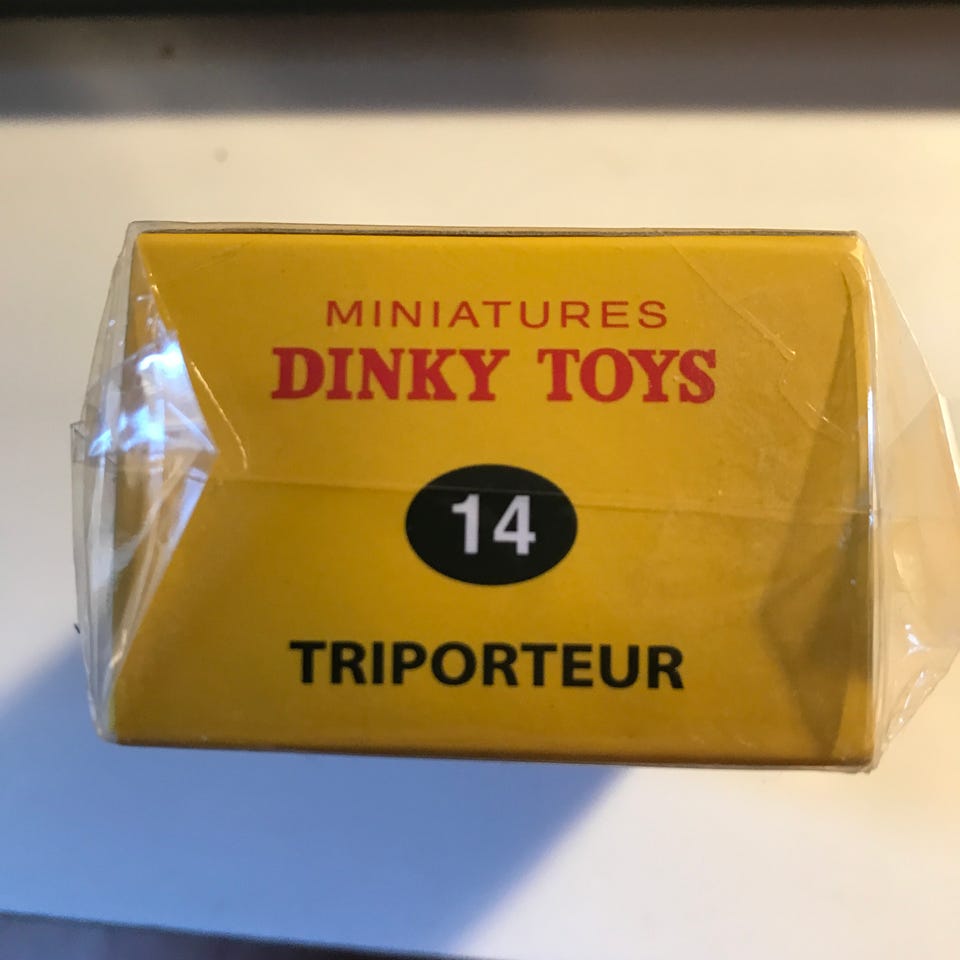 MINIATURES
DINKY TOYS
14
TRIPORTEUR